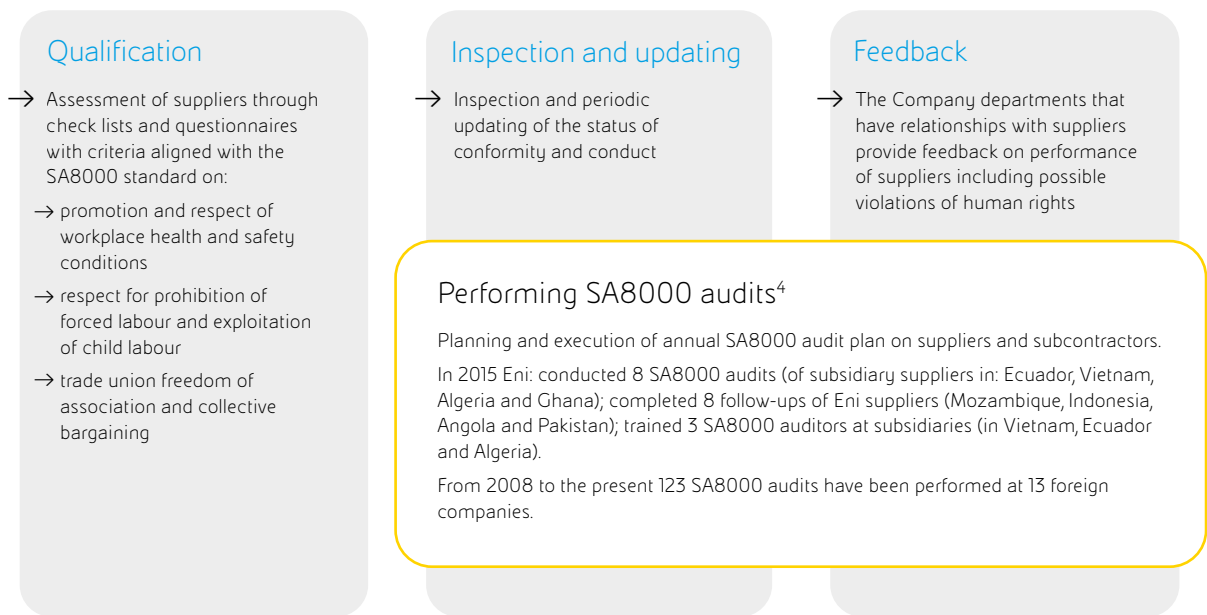 Qualification
→ Assessment of suppliers through
check lists and questionnaires
with criteria aligned with the
SA8000 standard on:
→ promotion and respect of
workplace health and safety
conditions
→ respect for prohibition of
forced labour and exploitation
of child labour
→ trade union freedom of
association and collective
bargaining
Inspection and updating
→ Inspection and periodic
updating of the status of
conformity and conduct
Feedback
→ The Company departments that
have relationships with suppliers
provide feedback on performance
of suppliers including possible
violations of human rights
Performing SA8000 audits⁴
Planning and execution of annual SA8000 audit plan on suppliers and subcontractors.
In 2015 Eni: conducted 8 SA8000 audits (of subsidiary suppliers in: Ecuador, Vietnam,
Algeria and Ghana); completed 8 follow-ups of Eni suppliers (Mozambique, Indonesia,
Angola and Pakistan); trained 3 SA8000 auditors at subsidiaries (in Vietnam, Ecuador
and Algeria).
From 2008 to the present 123 SA8000 audits have been performed at 13 foreign
companies.